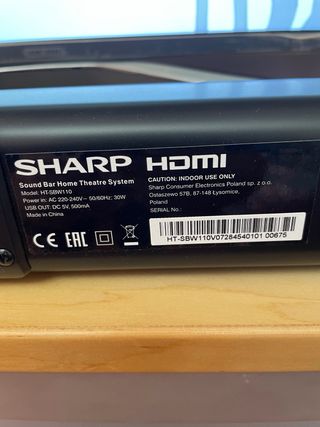 SHARP HDMI
Sound Bar Home Theatre System
Model: HT-SBW110
Power in: AC 220-240V ~ 50/60Hz; 30W
USB OUT: DC 5V, 500mA
Made in China
CAUTION: INDOOR USE ONLY
Sharp Consumer Electronics Poland sp. z o.o.
Ostaszewo 57B, 87-148 Łysomice,
Poland
SERIAL No.:
CE EAC
HT-SBW110V07284540101 00675